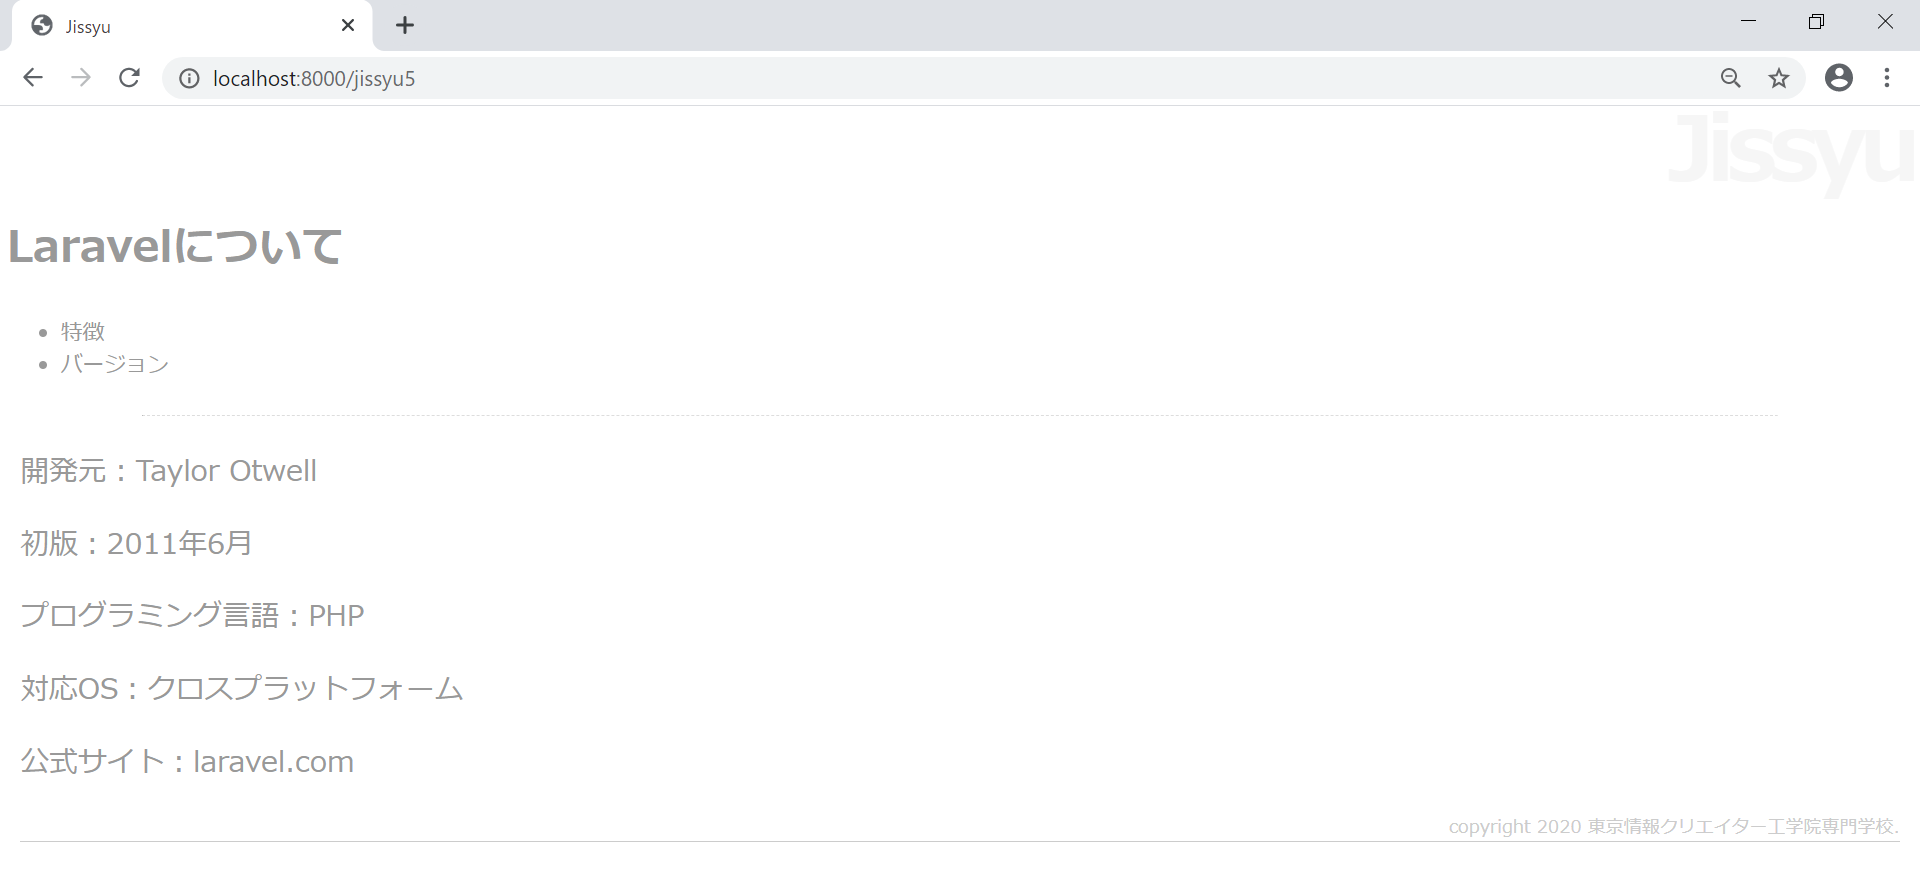 Jissyu
localhost:8000/jissyu5
Jissyu
Laravelについて
特徴
バージョン
開発元：Taylor Otwell
初版：2011年6月
プログラミング言語：PHP
対応OS：クロスプラットフォーム
公式サイト：laravel.com
copyright 2020 東京情報クリエイター工学院専門学校.